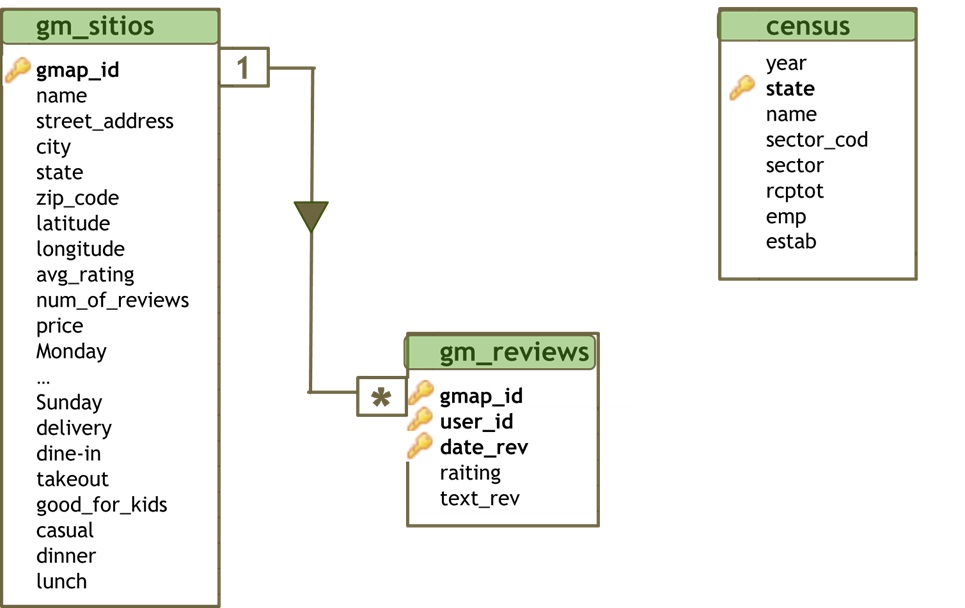 gm_sitios
gmap_id
name
street_address
city
state
zip_code
latitude
longitude
avg_rating
num_of_reviews
price
Monday
...
Sunday
delivery
dine-in
takeout
good_for_kids
casual
dinner
lunch
1
*
gm_reviews
gmap_id
user_id
date_rev
raiting
text_rev
census
year
state
name
sector_cod
sector
rcptot
emp
estab